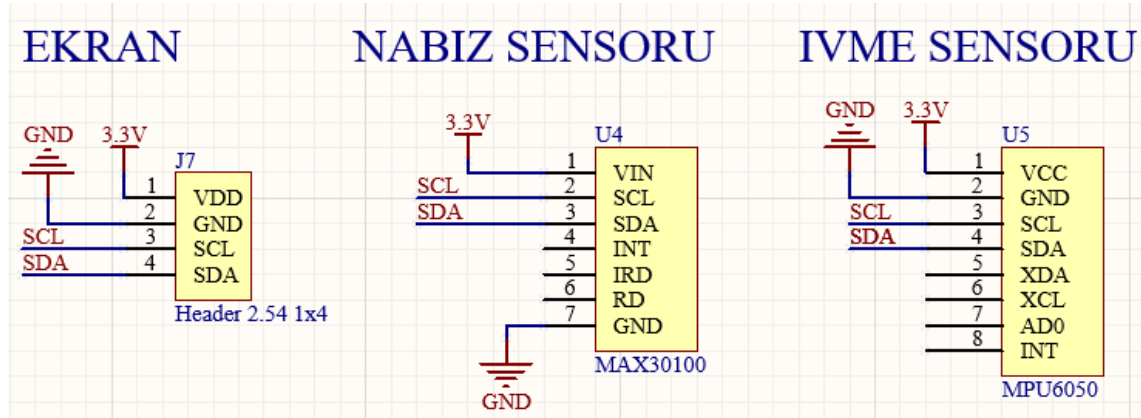 EKRAN
GND
3.3V
J7
1
VDD
2
GND
SCL
3
SCL
SDA
4
SDA
Header 2.54 1x4
NABIZ SENSORU
3.3V
U4
1
VIN
SCL
2
SCL
SDA
3
SDA
4
INT
5
IRD
6
RD
7
GND
GND
MAX30100
IVME SENSORU
GND
3.3V
U5
1
VCC
2
GND
SCL
3
SCL
SDA
4
SDA
5
XDA
6
XCL
7
AD0
8
INT
MPU6050